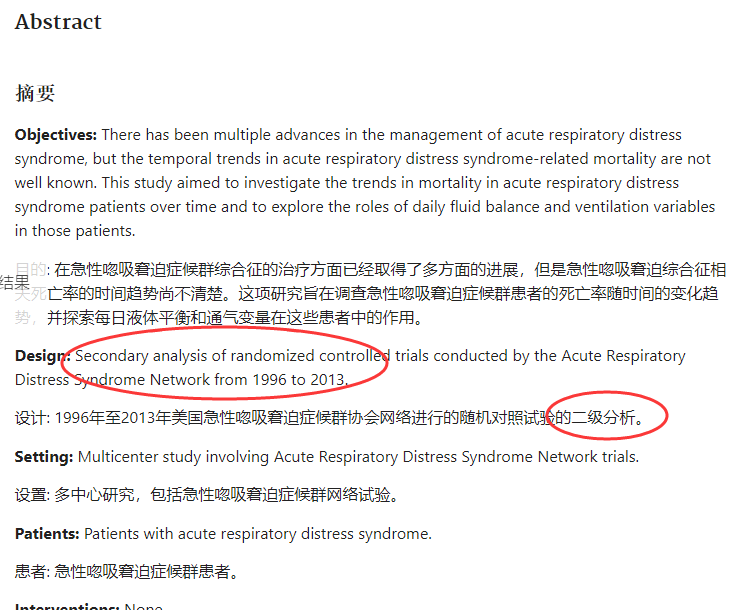 Abstract
摘要
Objectives: There has been multiple advances in the management of acute respiratory distress
syndrome, but the temporal trends in acute respiratory distress syndrome-related mortality are not
well known. This study aimed to investigate the trends in mortality in acute respiratory distress
syndrome patients over time and to explore the roles of daily fluid balance and ventilation variables
in those patients.
目的: 在急性唿吸窘迫症候群综合征的治疗方面已经取得了多方面的进展，但是急性唿吸窘迫综合征相
结果
关死亡率的时间趋势尚不清楚。这项研究旨在调查急性唿吸窘迫症候群患者的死亡率随时间的变化趋
势，并探索每日液体平衡和通气变量在这些患者中的作用。
Design: Secondary analysis of randomized controlled trials conducted by the Acute Respiratory
Distress Syndrome Network from 1996 to 2013.
设计: 1996年至2013年美国急性唿吸窘迫症候群协会网络进行的随机对照试验的二级分析。
Setting: Multicenter study involving Acute Respiratory Distress Syndrome Network trials.
设置: 多中心研究，包括急性唿吸窘迫症候群网络试验。
Patients: Patients with acute respiratory distress syndrome.
患者: 急性唿吸窘迫症候群患者。
Interventions: None